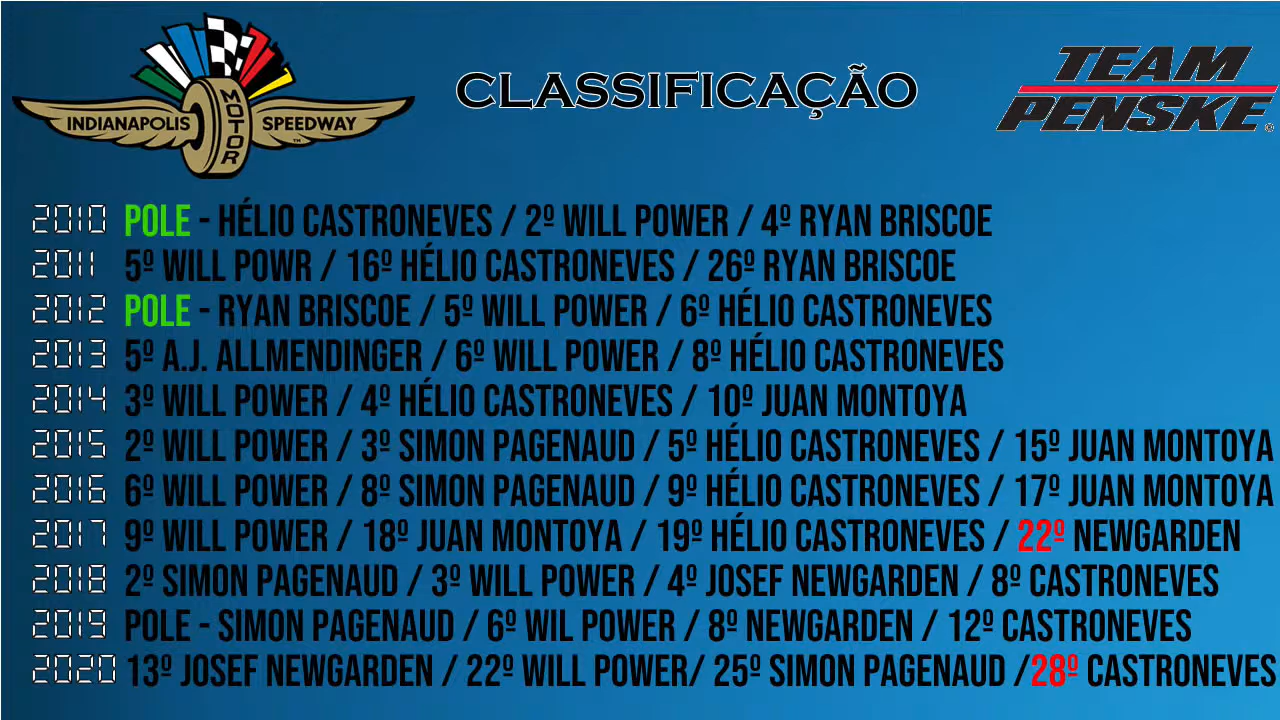 INDIANAPOLIS MOTOR SPEEDWAY™
CLASSIFICAÇÃO
TEAM
PENSKE®
2010 POLE - HÉLIO CASTRONEVES / 2º WILL POWER / 4º RYAN BRISCOE
2011 5º WILL POWR / 16º HÉLIO CASTRONEVES / 26º RYAN BRISCOE
2012 POLE - RYAN BRISCOE / 5º WILL POWER / 6º HÉLIO CASTRONEVES
2013 5º A.J. ALLMENDINGER / 6º WILL POWER / 8º HÉLIO CASTRONEVES
2014 3º WILL POWER / 4º HÉLIO CASTRONEVES / 10º JUAN MONTOYA
2015 2º WILL POWER / 3º SIMON PAGENAUD / 5º HÉLIO CASTRONEVES / 15º JUAN MONTOYA
2016 6º WILL POWER / 8º SIMON PAGENAUD / 9º HÉLIO CASTRONEVES / 17º JUAN MONTOYA
2017 9º WILL POWER / 18º JUAN MONTOYA / 19º HÉLIO CASTRONEVES / 22º NEWGARDEN
2018 2º SIMON PAGENAUD / 3º WILL POWER / 4º JOSEF NEWGARDEN / 8º CASTRONEVES
2019 POLE - SIMON PAGENAUD / 6º WIL POWER / 8º NEWGARDEN / 12º CASTRONEVES
2020 13º JOSEF NEWGARDEN / 22º WILL POWER/ 25º SIMON PAGENAUD /28º CASTRONEVES